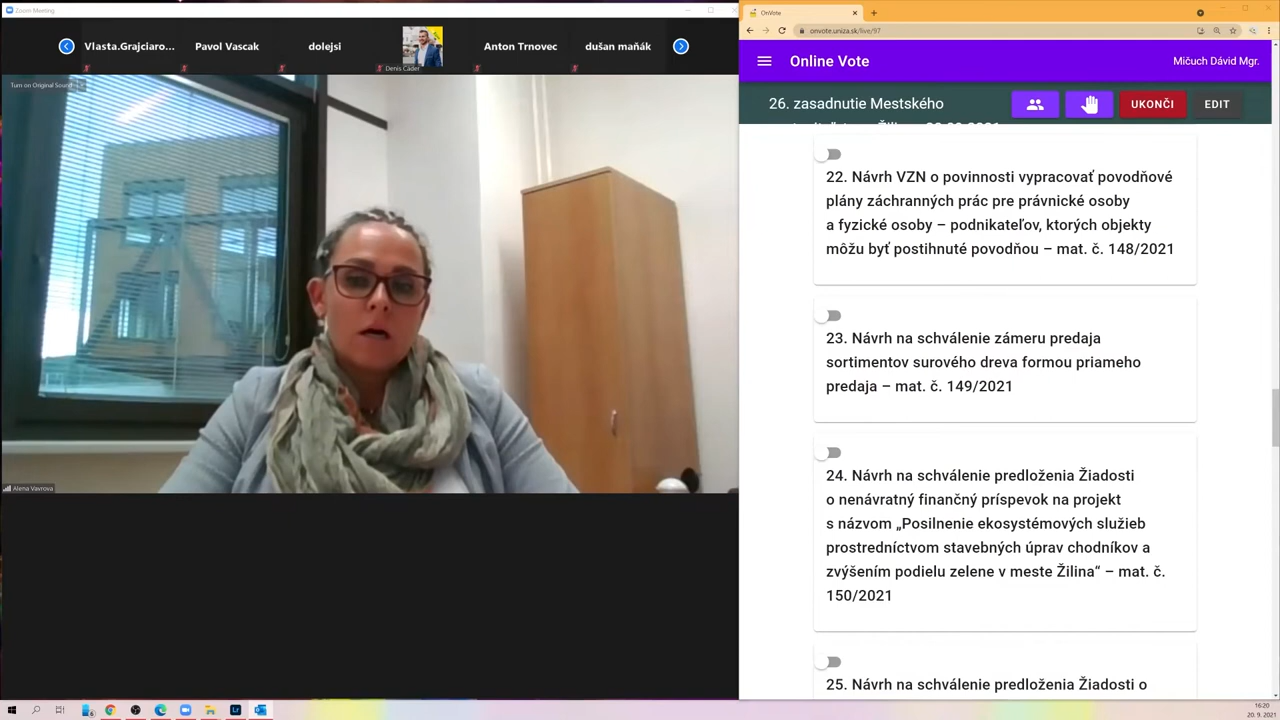 Zoom Meeting
Vlasta.Grajciaro...
Pavol Vascak
dolejsi
Denis Cáder
Anton Trnovec
dušan maňák
Turn on Original Sound
Alena Vavrova
OnVote
onvote.uniza.sk/live/97
Online Vote
Mičuch Dávid Mgr.
26. zasadnutie Mestského
UKONČI
EDIT
22. Návrh VZN o povinnosti vypracovať povodňové
plány záchranných prác pre právnické osoby
a fyzické osoby – podnikateľov, ktorých objekty
môžu byť postihnuté povodňou – mat. č. 148/2021
23. Návrh na schválenie zámeru predaja
sortimentov surového dreva formou priameho
predaja – mat. č. 149/2021
24. Návrh na schválenie predloženia Žiadosti
o nenávratný finančný príspevok na projekt
s názvom „Posilnenie ekosystémových služieb
prostredníctvom stavebných úprav chodníkov a
zvýšením podielu zelene v meste Žilina“ – mat. č.
150/2021
25. Návrh na schválenie predloženia Žiadosti o
16:20
20. 9. 2021